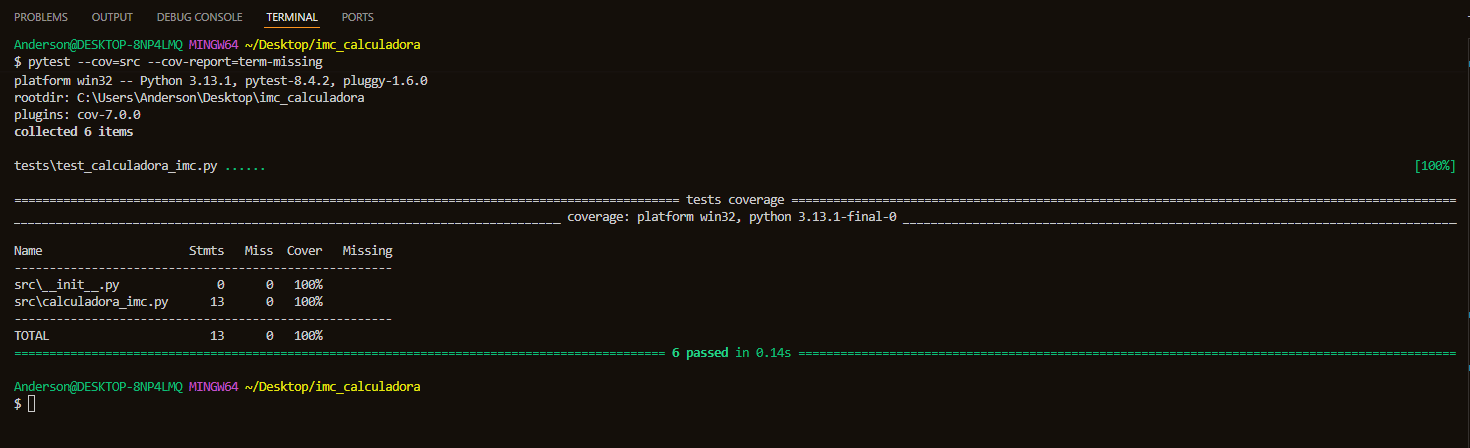 PROBLEMS OUTPUT DEBUG CONSOLE TERMINAL PORTS
Anderson@DESKTOP-8NP4LMQ MINGW64 ~/Desktop/imc_calculadora
$ pytest --cov=src --cov-report=term-missing
platform win32 -- Python 3.13.1, pytest-8.4.2, pluggy-1.6.0
rootdir: C:\Users\Anderson\Desktop\imc_calculadora
plugins: cov-7.0.0
collected 6 items
tests\test_calculadora_imc.py ...... [100%]
tests coverage
coverage: platform win32, python 3.13.1-final-0
Name Stmts Miss Cover Missing
src\__init__.py 0 0 100%
src\calculadora_imc.py 13 0 100%
TOTAL 13 0 100%
6 passed in 0.14s
Anderson@DESKTOP-8NP4LMQ MINGW64 ~/Desktop/imc_calculadora
$